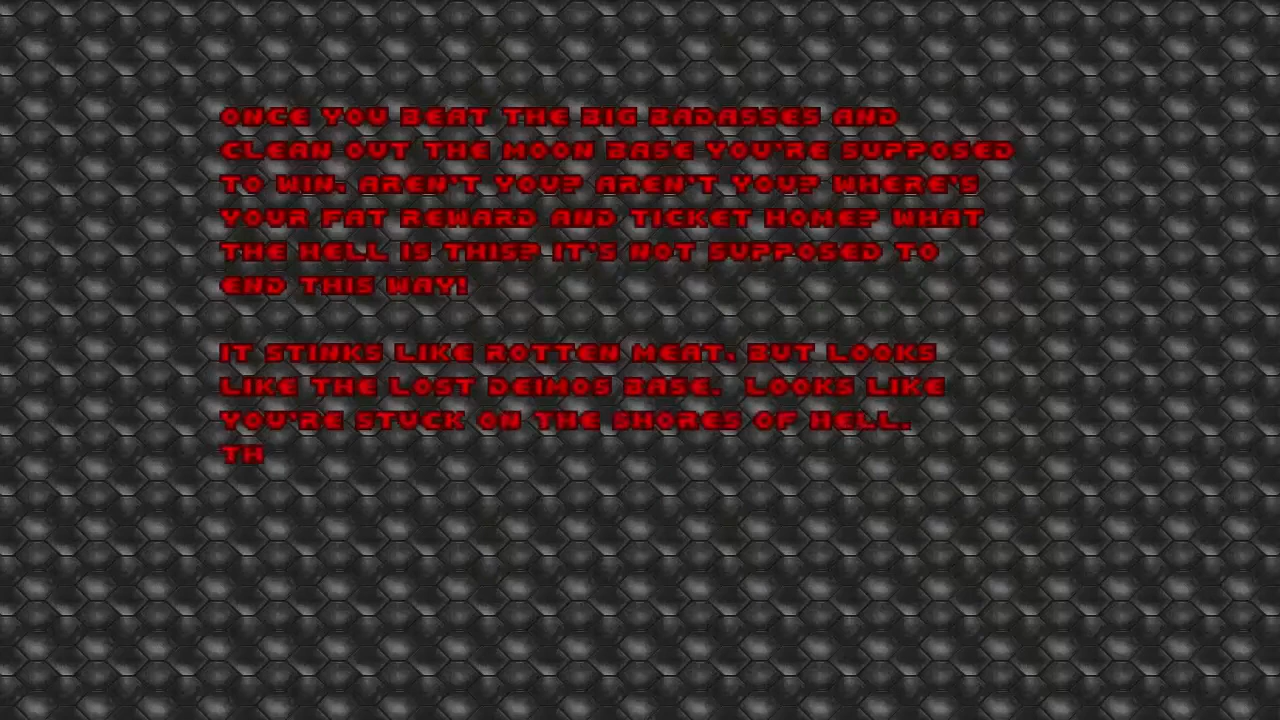 ONCE YOU BEAT THE BIG BADASSES AND
CLEAN OUT THE MOON BASE YOU'RE SUPPOSED
TO WIN, AREN'T YOU? AREN'T YOU? WHERE'S
YOUR FAT REWARD AND TICKET HOME? WHAT
THE HELL IS THIS? IT'S NOT SUPPOSED TO
END THIS WAY!

IT STINKS LIKE ROTTEN MEAT, BUT LOOKS
LIKE THE LOST DEIMOS BASE.  LOOKS LIKE
YOU'RE STUCK ON THE SHORES OF HELL.
TH